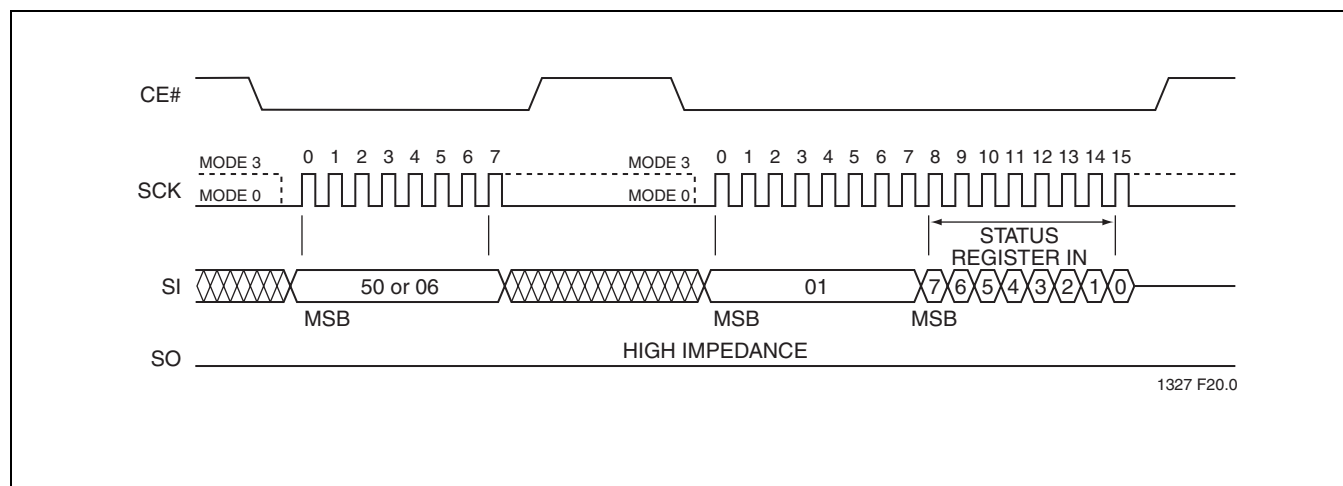 CE#
MODE 3 0 1 2 3 4 5 6 7 MODE 3 0 1 2 3 4 5 6 7 8 9 10 11 12 13 14 15
SCK MODE 0 MODE 0
STATUS
REGISTER IN
SI 50 or 06 01 7 6 5 4 3 2 1 0
MSB MSB MSB
SO HIGH IMPEDANCE
1327 F20.0